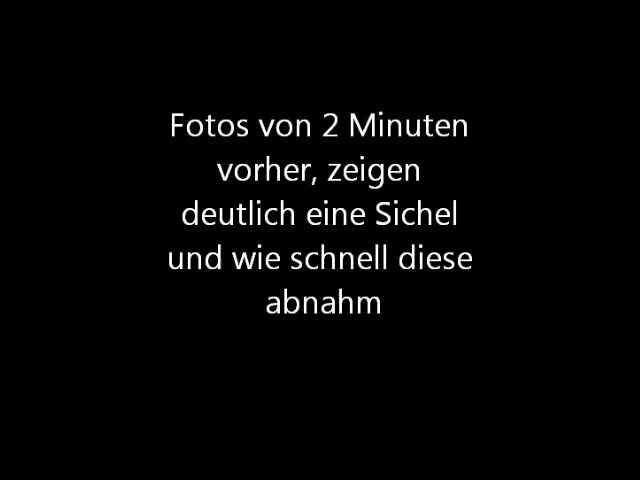 Fotos von 2 Minuten
vorher, zeigen
deutlich eine Sichel
und wie schnell diese
abnahm